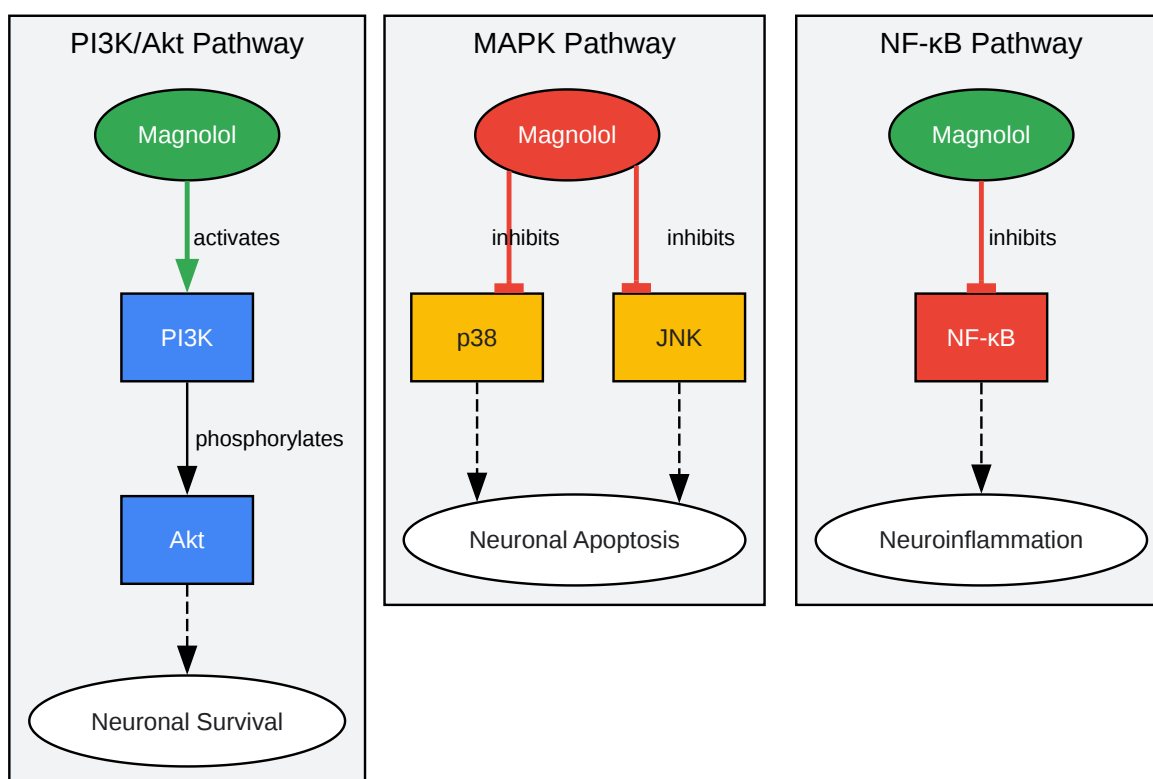 PI3K/Akt Pathway
Magnolol
activates
PI3K
phosphorylates
Akt
Neuronal Survival
MAPK Pathway
Magnolol
inhibits
inhibits
p38
JNK
Neuronal Apoptosis
NF-κB Pathway
Magnolol
inhibits
NF-κB
Neuroinflammation